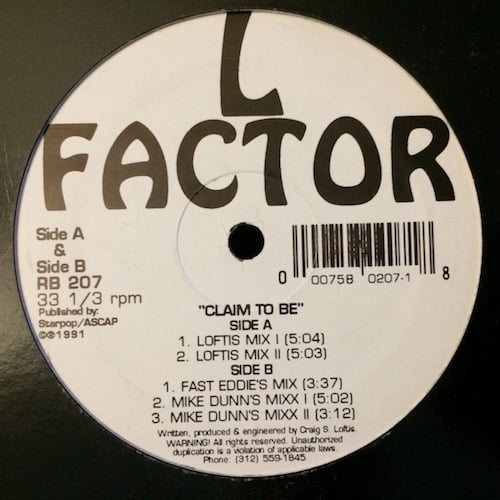 L
FACTOR
Side A
&
Side B
RB 207
33 1/3 rpm
Published by:
Starpop/ASCAP
©℗1991
0 00758 0207-1 8
"CLAIM TO BE"
SIDE A
1. LOFTIS MIX I (5:04)
2. LOFTIS MIX II (5:03)
SIDE B
1. FAST EDDIE'S MIX (3:37)
2. MIKE DUNN'S MIXX I (5:02)
3. MIKE DUNN'S MIXX II (3:12)
Written, produced & engineered by Craig S. Loftis.
WARNING! All rights reserved. Unauthorized
duplication is a violation of applicable laws.
Phone: (312) 559-1845